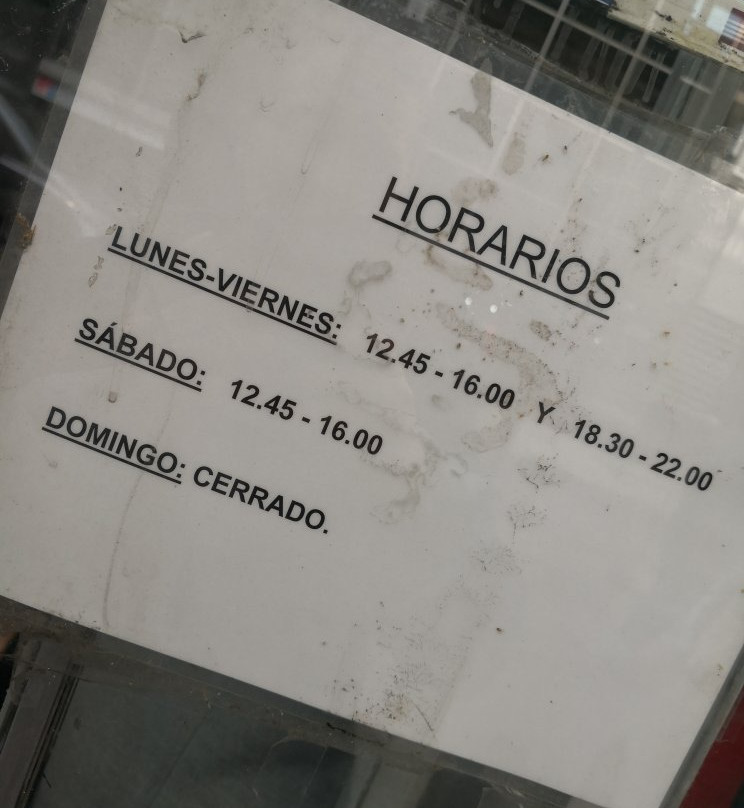 HORARIOS
LUNES-VIERNES: 12.45 - 16.00 Y 18.30 - 22.00
SÁBADO: 12.45 - 16.00
DOMINGO: CERRADO.